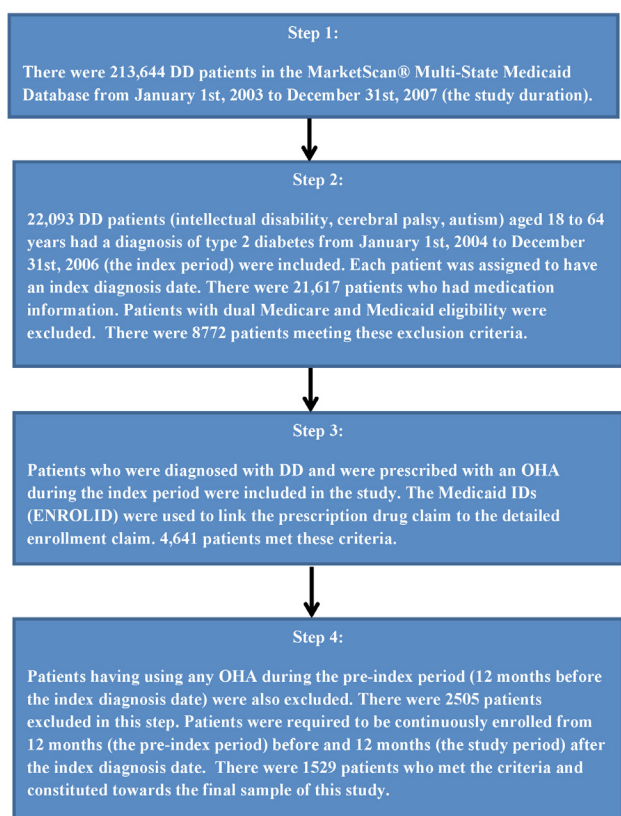 Step 1:
There were 213,644 DD patients in the MarketScan® Multi-State Medicaid
Database from January 1st, 2003 to December 31st, 2007 (the study duration).
Step 2:
22,093 DD patients (intellectual disability, cerebral palsy, autism) aged 18 to 64
years had a diagnosis of type 2 diabetes from January 1st, 2004 to December
31st, 2006 (the index period) were included. Each patient was assigned to have
an index diagnosis date. There were 21,617 patients who had medication
information. Patients with dual Medicare and Medicaid eligibility were
excluded. There were 8772 patients meeting these exclusion criteria.
Step 3:
Patients who were diagnosed with DD and were prescribed with an OHA
during the index period were included in the study. The Medicaid IDs
(ENROLID) were used to link the prescription drug claim to the detailed
enrollment claim. 4,641 patients met these criteria.
Step 4:
Patients having using any OHA during the pre-index period (12 months before
the index diagnosis date) were also excluded. There were 2505 patients
excluded in this step. Patients were required to be continuously enrolled from
12 months (the pre-index period) before and 12 months (the study period) after
the index diagnosis date. There were 1529 patients who met the criteria and
constituted towards the final sample of this study.